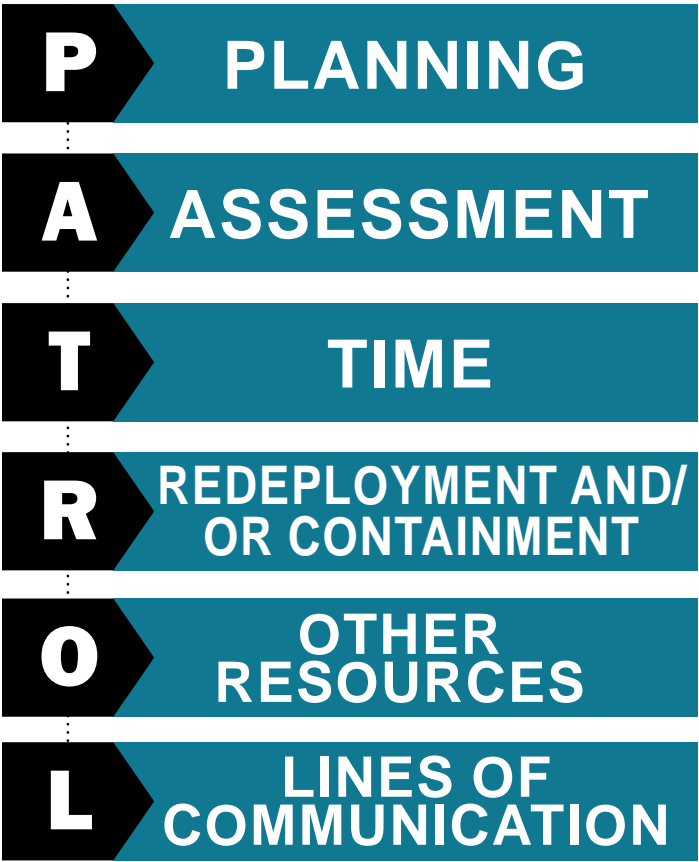 P PLANNING
A ASSESSMENT
T TIME
R REDEPLOYMENT AND/
OR CONTAINMENT
O OTHER
RESOURCES
L LINES OF
COMMUNICATION